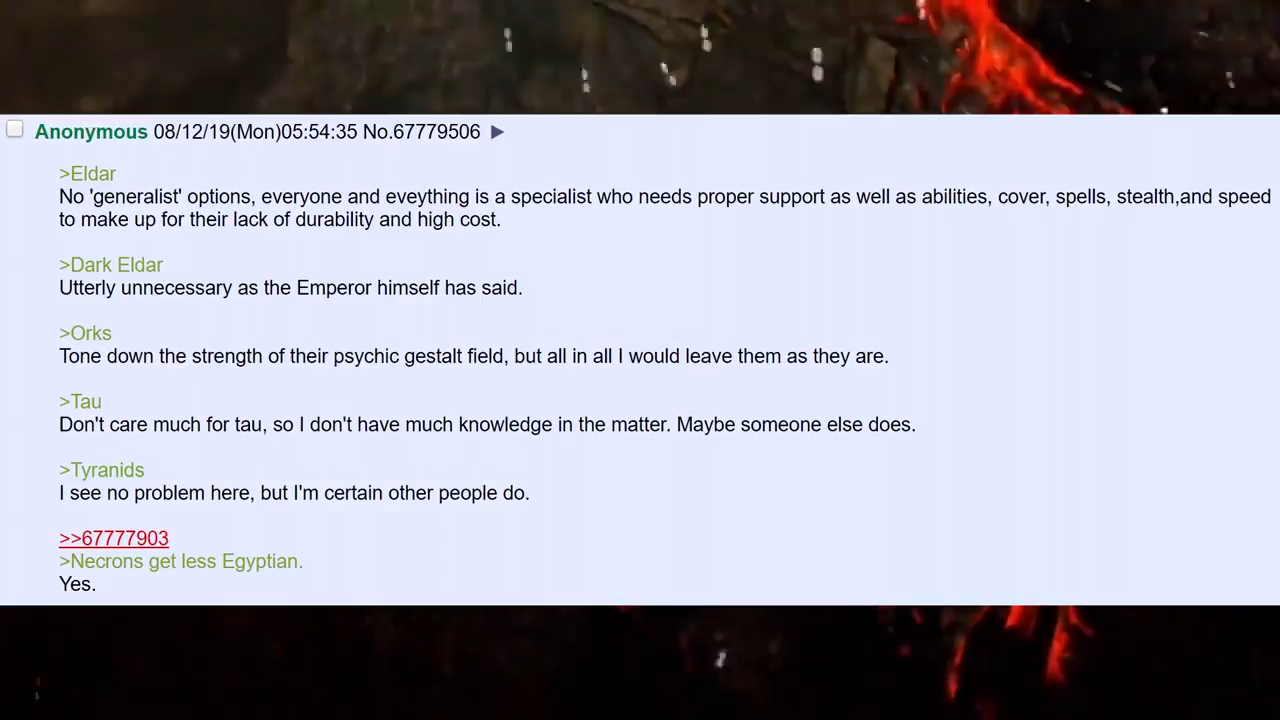 Anonymous 08/12/19(Mon)05:54:35 No.67779506 ▶
>Eldar
No 'generalist' options, everyone and eveything is a specialist who needs proper support as well as abilities, cover, spells, stealth,and speed
to make up for their lack of durability and high cost.
>Dark Eldar
Utterly unnecessary as the Emperor himself has said.
>Orks
Tone down the strength of their psychic gestalt field, but all in all I would leave them as they are.
>Tau
Don't care much for tau, so I don't have much knowledge in the matter. Maybe someone else does.
>Tyranids
I see no problem here, but I'm certain other people do.
>>67777903
>Necrons get less Egyptian.
Yes.